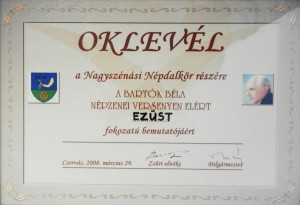 OKLEVÉL
a Nagyszénási Népdalkör részére
A BARTÓK BÉLA
NÉPZENEI VERSENYEN ELÉRT
EZÜST
fokozatú bemutatójáért
Csorvás, 2008. március 29.
Zsűri elnöke
Polgármester